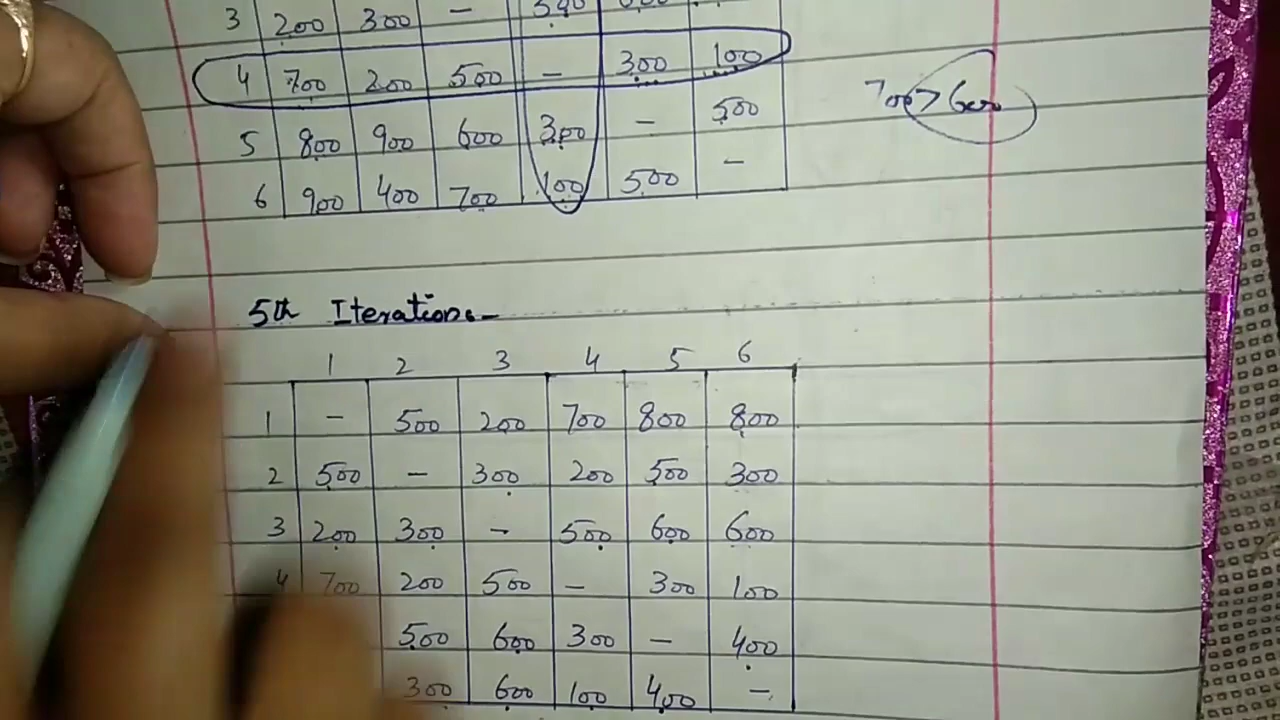 3 200 300 - 500
4 700 200 500 - 300 100
700 > 600
5 800 900 600 300 - 500
6 900 400 700 100 500 -
5th Iteration:-
1 2 3 4 5 6
1 - 500 200 700 800 800
2 500 - 300 200 500 300
3 200 300 - 500 600 600
4 700 200 500 - 300 100
500 600 300 - 400
300 600 100 400 -